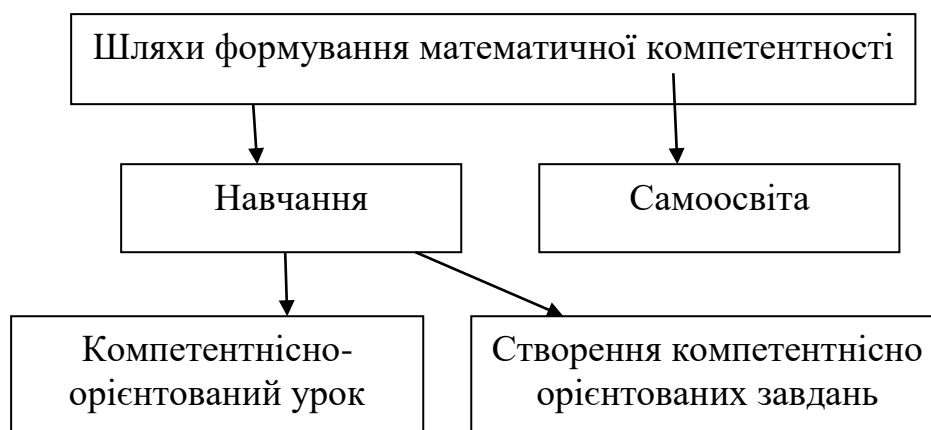 Шляхи формування математичної компетентності
Навчання
Самоосвіта
Компетентнісно-
орієнтований урок
Створення компетентнісно
орієнтованих завдань